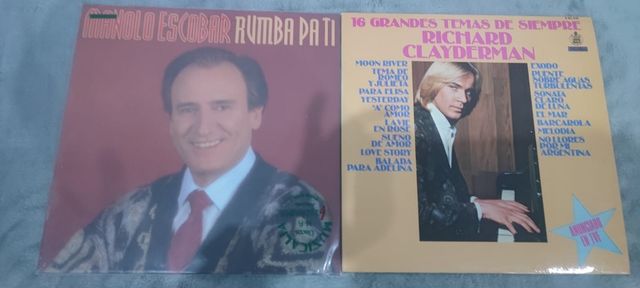 MANOLO ESCOBAR RUMBA PA TI
16 GRANDES TEMAS DE SIEMPRE
RICHARD
CLAYDERMAN
MOON RIVER
TEMA DE
ROMEO
Y JULIETA
PARA ELISA
YESTERDAY
"A" COMO
AMOR
LA VIE
EN ROSE
SUEÑO
DE AMOR
LOVE STORY
BALADA
PARA ADELINA
EXODO
PUENTE
SOBRE AGUAS
TURBULENTAS
SONATA
CLARO
DE LUNA
EL MAR
BARCAROLA
MELODIA
NO LLORES
POR MI
ARGENTINA
ANUNCIADO
EN TVE